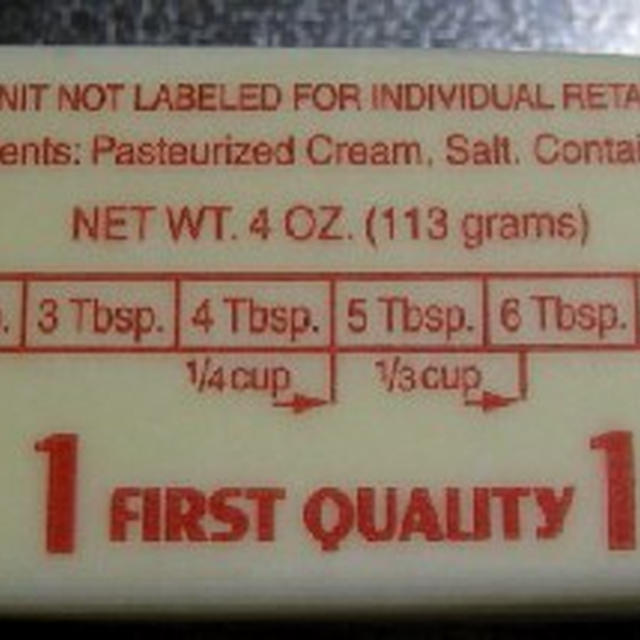 NIT NOT LABELED FOR INDIVIDUAL RETA
ents: Pasteurized Cream, Salt. Contai
NET WT. 4 OZ. (113 grams)
. 3 Tbsp. 4 Tbsp. 5 Tbsp. 6 Tbsp.
1/4 cup 1/3 cup
1 FIRST QUALITY 1